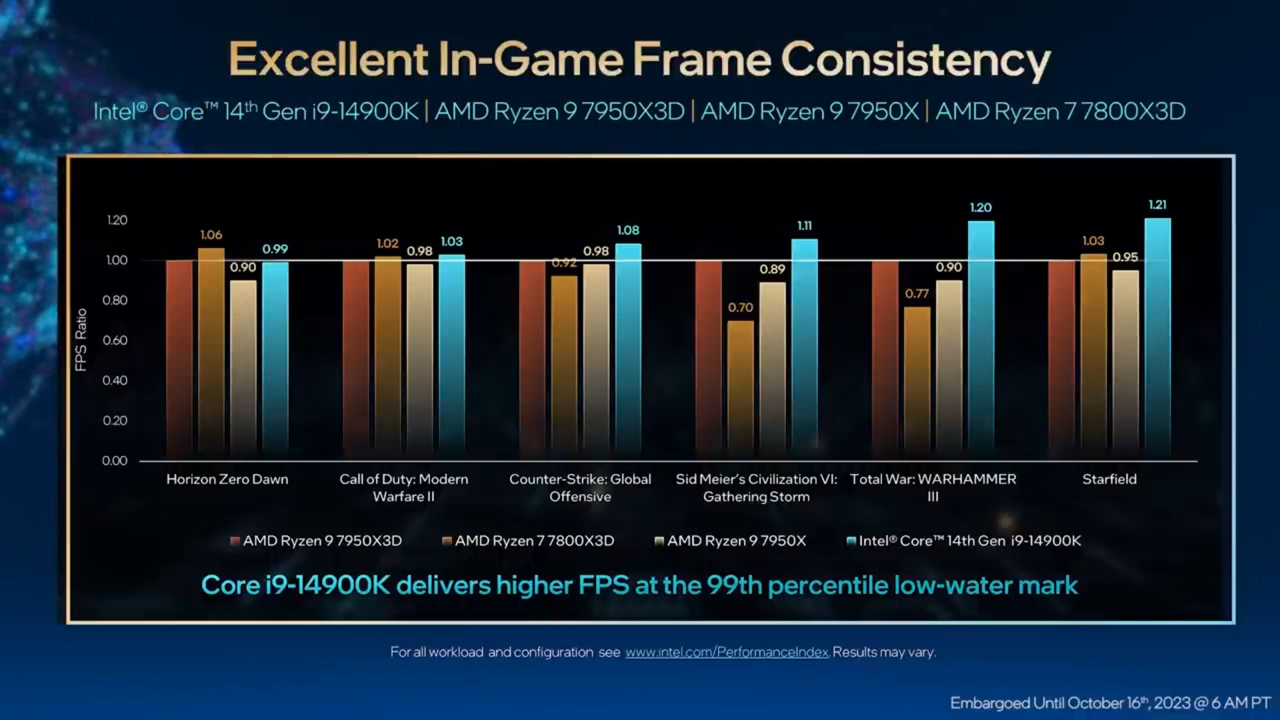 Excellent In-Game Frame Consistency
Intel® Core™ 14th Gen i9-14900K | AMD Ryzen 9 7950X3D | AMD Ryzen 9 7950X | AMD Ryzen 7 7800X3D
FPS Ratio
1.20
1.00
0.80
0.60
0.40
0.20
0.00
1.06 0.90 0.99
1.02 0.98 1.03
0.92 0.98 1.08
0.70 0.89 1.11
0.77 0.90 1.20
1.03 0.95 1.21
Horizon Zero Dawn
Call of Duty: Modern
Warfare II
Counter-Strike: Global
Offensive
Sid Meier's Civilization VI:
Gathering Storm
Total War: WARHAMMER
III
Starfield
AMD Ryzen 9 7950X3D AMD Ryzen 7 7800X3D AMD Ryzen 9 7950X Intel® Core™ 14th Gen i9-14900K
Core i9-14900K delivers higher FPS at the 99th percentile low-water mark
For all workload and configuration see www.intel.com/PerformanceIndex. Results may vary.
Embargoed Until October 16th, 2023 @ 6 AM PT